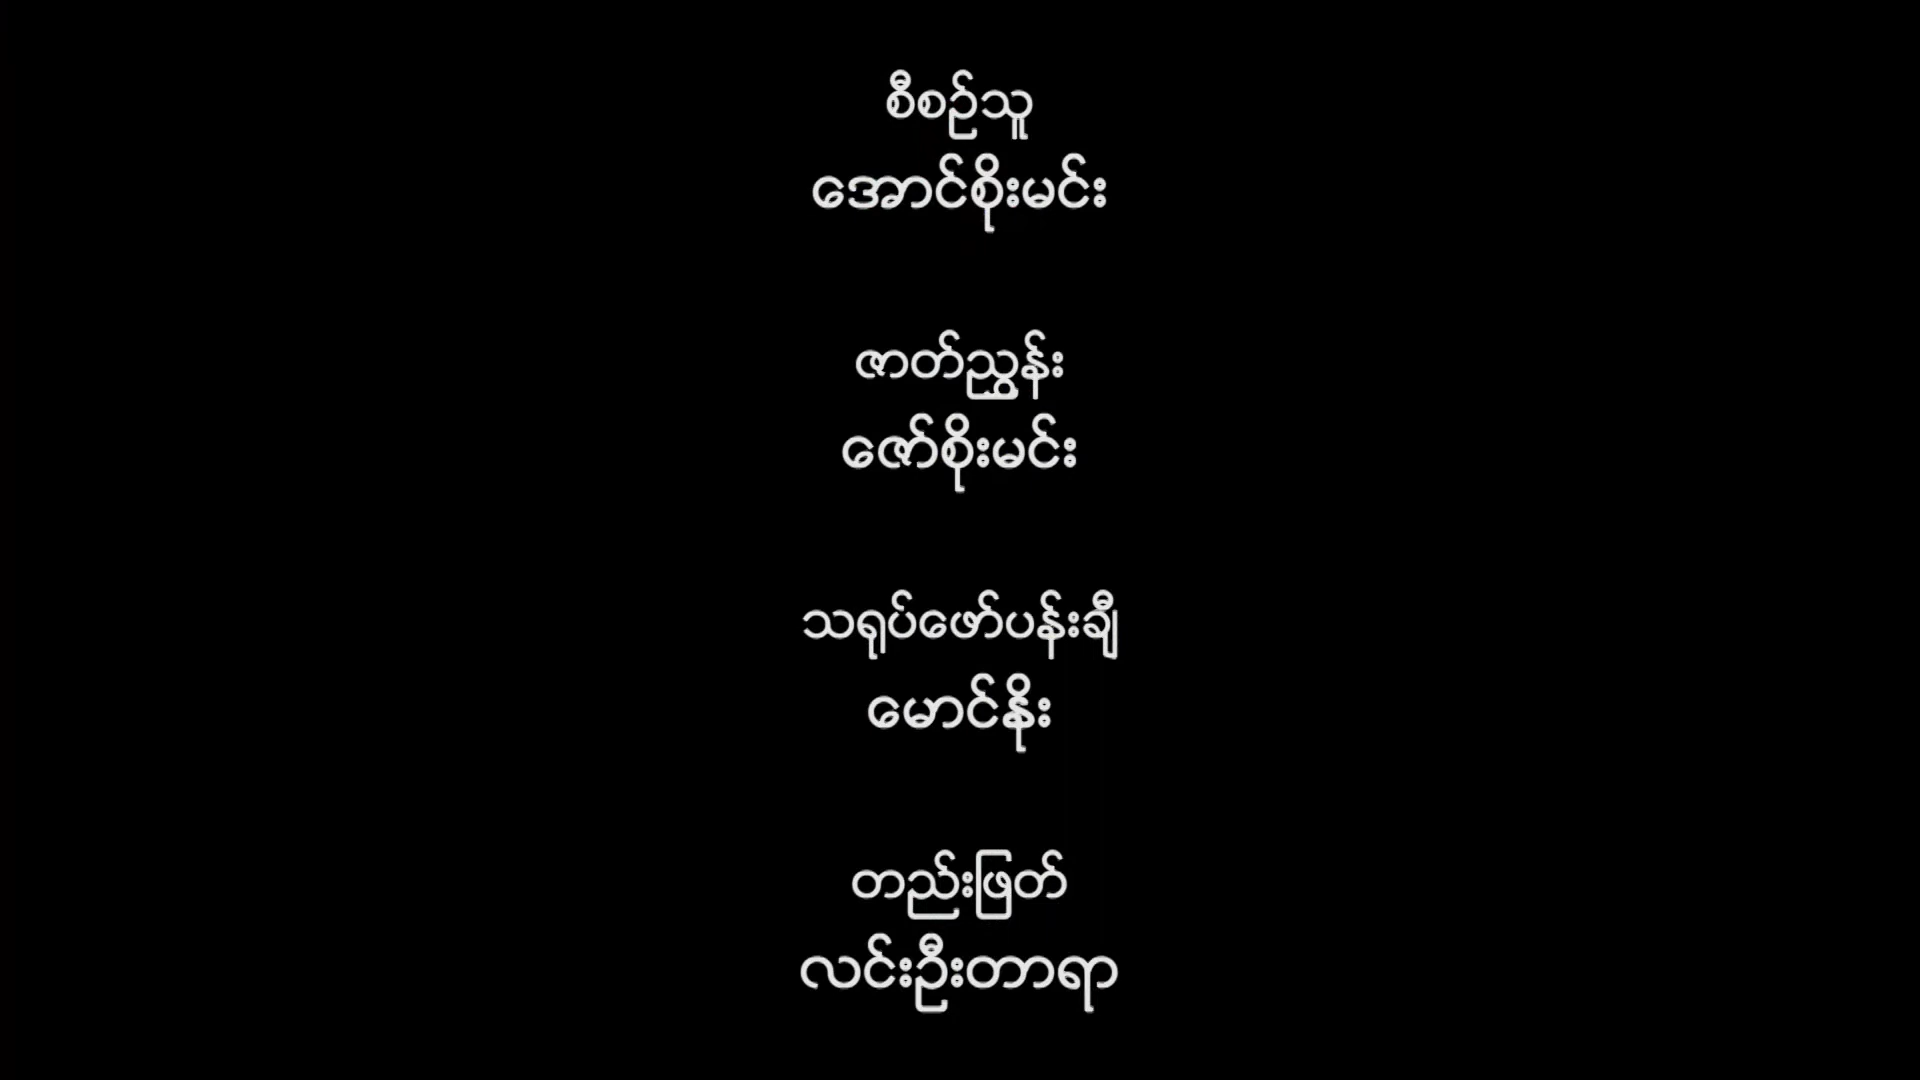 စီစဉ်သူ
အောင်စိုးမင်း
ဇာတ်ညွှန်း
ဇော်စိုးမင်း
သရုပ်ဖော်ပန်းချီ
မောင်နိုး
တည်းဖြတ်
လင်းဦးတာရာ